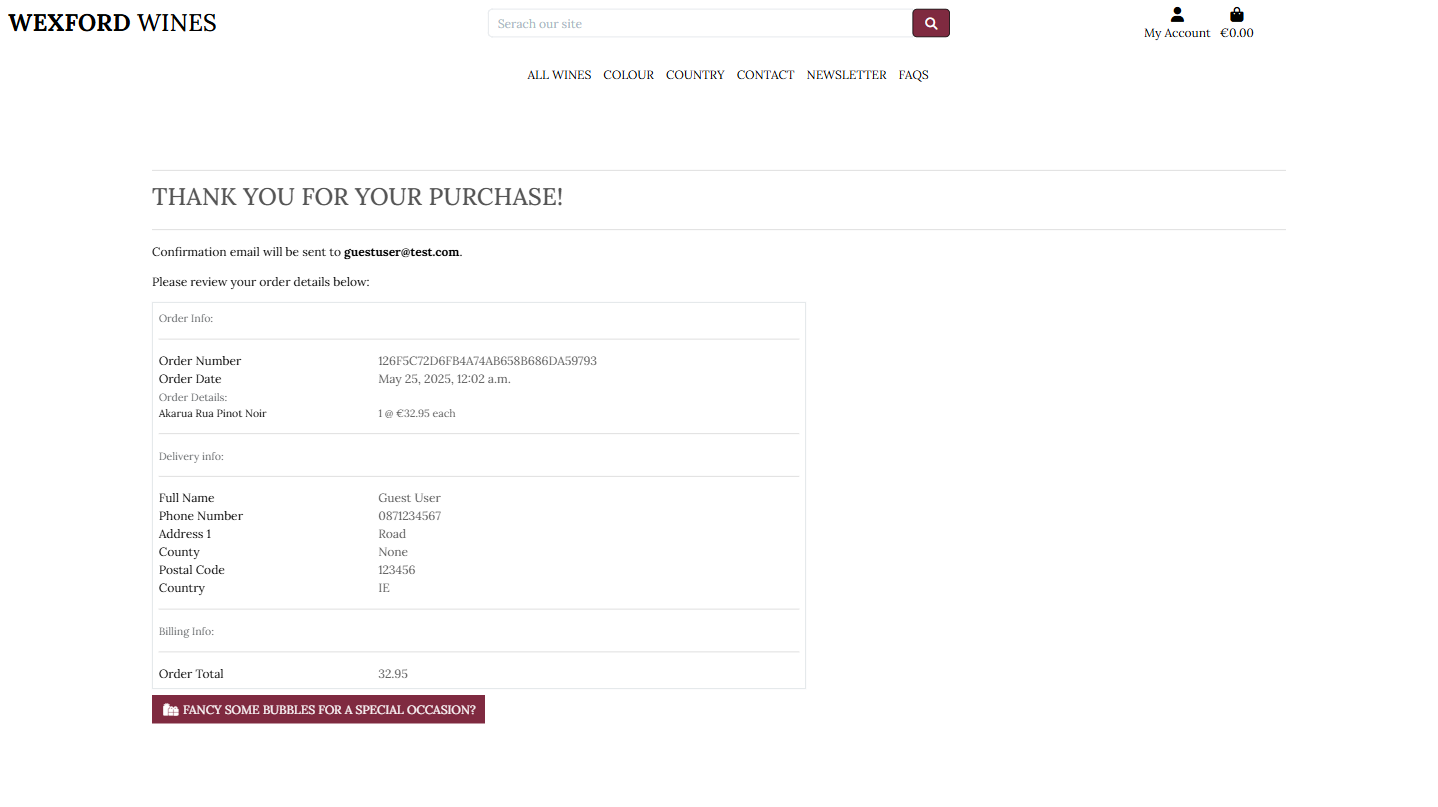 WEXFORD WINES
Serach our site
My Account €0.00
ALL WINES COLOUR COUNTRY CONTACT NEWSLETTER FAQS
THANK YOU FOR YOUR PURCHASE!
Confirmation email will be sent to guestuser@test.com.
Please review your order details below:
Order Info:
Order Number 126F5C72D6FB4A74AB658B686DA59793
Order Date May 25, 2025, 12:02 a.m.
Order Details:
Akarua Rua Pinot Noir 1 @ €32.95 each
Delivery info:
Full Name Guest User
Phone Number 0871234567
Address 1 Road
County None
Postal Code 123456
Country IE
Billing Info:
Order Total 32.95
FANCY SOME BUBBLES FOR A SPECIAL OCCASION?